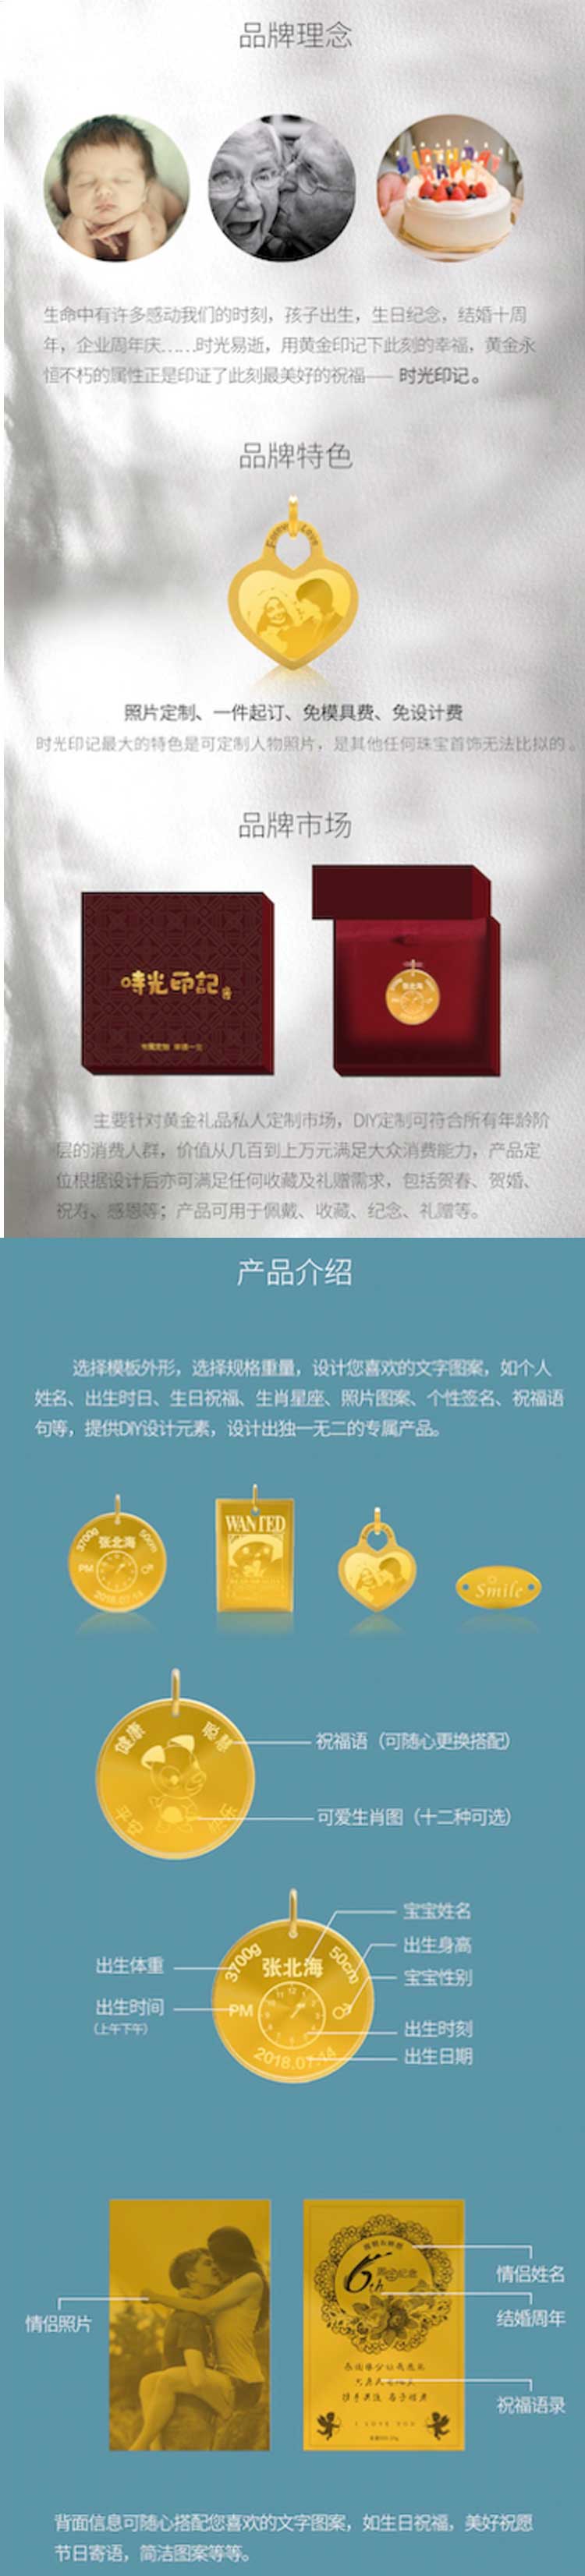 品牌理念
生命中有许多感动我们的时刻，孩子出生，生日纪念，结婚十周
年，企业周年庆……时光易逝，用黄金印记下此刻的幸福，黄金永
恒不朽的属性正是印证了此刻最美好的祝福—— 时光印记。
品牌特色
照片定制、一件起订、免模具费、免设计费
时光印记最大的特色是可定制人物照片，是其他任何珠宝首饰无法比拟的。
品牌市场
時光印記
张北海
主要针对黄金礼品私人定制市场，DIY定制可符合所有年龄阶
层的消费人群，价值从几百到上万元满足大众消费能力，产品定
位根据设计后亦可满足任何收藏及礼赠需求，包括贺春、贺婚、
祝寿、感恩等；产品可用于佩戴、收藏、纪念、礼赠等。
产品介绍
选择模板外形，选择规格重量，设计您喜欢的文字图案，如个人
姓名、出生时日、生日祝福、生肖星座、照片图案、个性签名、祝福语
句等，提供DIY设计元素，设计出独一无二的专属产品。
3700g 50cm
张北海
PM
2018.07.14
WANTED
Smile
健康 聪慧
平安 乐
祝福语（可随心更换搭配）
可爱生肖图（十二种可选）
宝宝姓名
出生身高
宝宝性别
出生时刻
出生日期
出生体重
出生时间
（上午下午）
3700g 50cm
张北海
PM
2018.07.14
情侣照片
6th
I LOVE YOU
情侣姓名
结婚周年
祝福语录
背面信息可随心搭配您喜欢的文字图案，如生日祝福，美好祝愿
节日寄语，简洁图案等等。